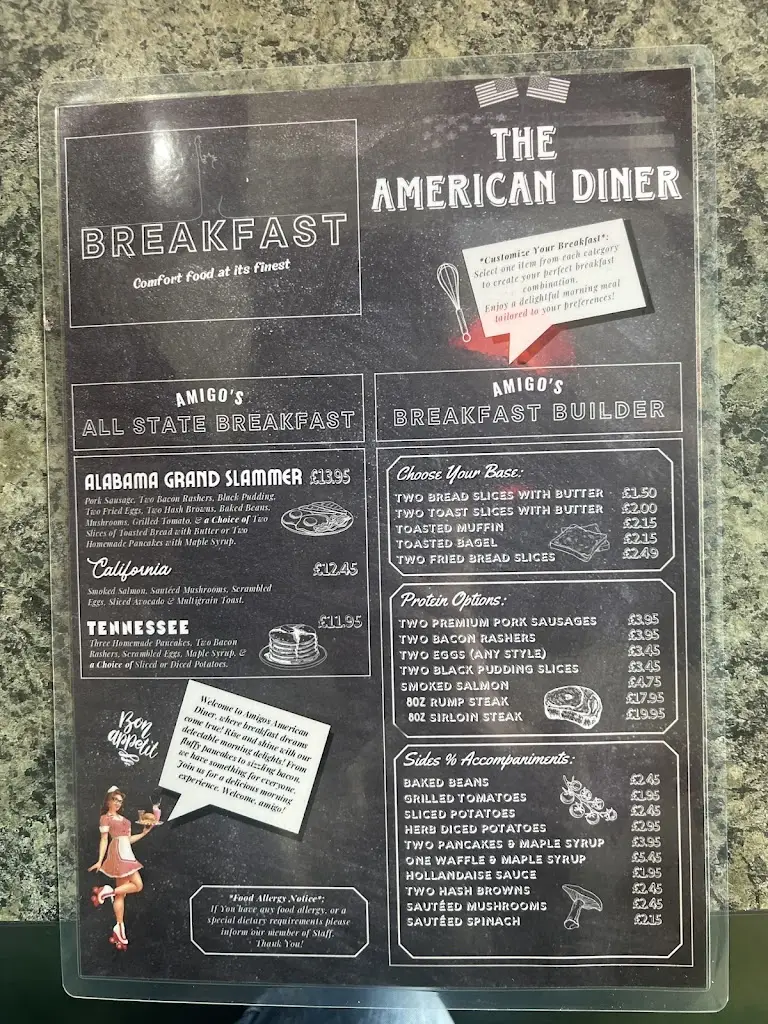 BREAKFAST
Comfort food at its finest
THE
AMERICAN DINER
*Customize Your Breakfast*:
Select one item from each category
to create your perfect breakfast
combination.
Enjoy a delightful morning meal
tailored to your preferences!
AMIGO'S
ALL STATE BREAKFAST
ALABAMA GRAND SLAMMER £13.95
Pork Sausage, Two Bacon Rashers, Black Pudding,
Two Fried Eggs, Two Hash Browns, Baked Beans,
Mushrooms, Grilled Tomato, & a Choice of Two
Slices of Toasted Bread with Butter or Two
Homemade Pancakes with Maple Syrup.
California £12.45
Smoked Salmon, Sautéed Mushrooms, Scrambled
Eggs, Sliced Avocado & Multigrain Toast.
TENNESSEE £11.95
Three Homemade Pancakes, Two Bacon
Rashers, Scrambled Eggs, Maple Syrup, &
a Choice of Sliced or Diced Potatoes.
Bon
appetit
Welcome to Amigos American
Diner, where breakfast dreams
come true! Rise and shine with our
delectable morning delights! From
fluffy pancakes to sizzling bacon,
we have something for everyone.
Join us for a delicious morning
experience. Welcome, amigo!
*Food Allergy Notice*:
If You have any food allergy, or a
special dietary requirements please
inform our member of Staff.
Thank You!
AMIGO'S
BREAKFAST BUILDER
Choose Your Base:
TWO BREAD SLICES WITH BUTTER £1.50
TWO TOAST SLICES WITH BUTTER £2.00
TOASTED MUFFIN £2.15
TOASTED BAGEL £2.15
TWO FRIED BREAD SLICES £2.49
Protein Options:
TWO PREMIUM PORK SAUSAGES £3.95
TWO BACON RASHERS £3.95
TWO EGGS (ANY STYLE) £3.45
TWO BLACK PUDDING SLICES £3.45
SMOKED SALMON £4.75
8OZ RUMP STEAK £17.95
8OZ SIRLOIN STEAK £19.95
Sides % Accompaniments:
BAKED BEANS £2.45
GRILLED TOMATOES £1.95
SLICED POTATOES £2.45
HERB DICED POTATOES £2.95
TWO PANCAKES & MAPLE SYRUP £3.95
ONE WAFFLE & MAPLE SYRUP £5.45
HOLLANDAISE SAUCE £1.95
TWO HASH BROWNS £2.45
SAUTÉED MUSHROOMS £2.45
SAUTÉED SPINACH £2.15